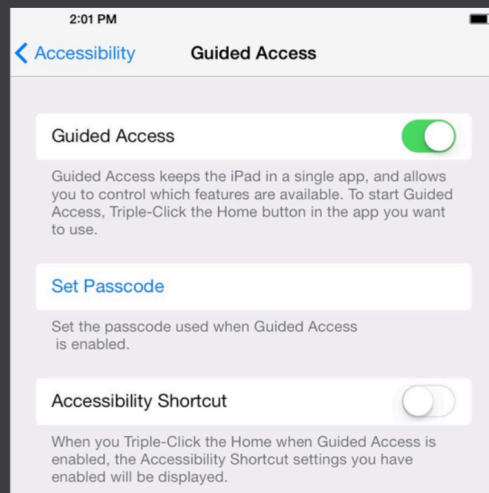 2:01 PM
Accessibility Guided Access
Guided Access
Guided Access keeps the iPad in a single app, and allows
you to control which features are available. To start Guided
Access, Triple-Click the Home button in the app you want
to use.
Set Passcode
Set the passcode used when Guided Access
is enabled.
Accessibility Shortcut
When you Triple-Click the Home when Guided Access is
enabled, the Accessibility Shortcut settings you have
enabled will be displayed.